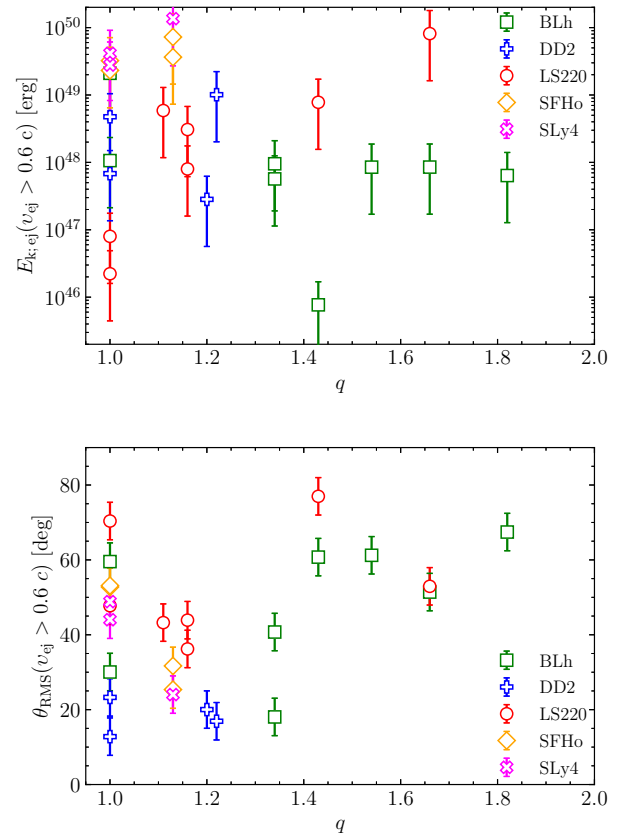 10^50
10^49
10^48
10^47
10^46
E_k; ej(v_ej > 0.6 c) [erg]
BLh
DD2
LS220
SFHo
SLy4
1.0 1.2 1.4 1.6 1.8 2.0
q
80
60
40
20
0
θ_RMS(v_ej > 0.6 c) [deg]
BLh
DD2
LS220
SFHo
SLy4
1.0 1.2 1.4 1.6 1.8 2.0
q